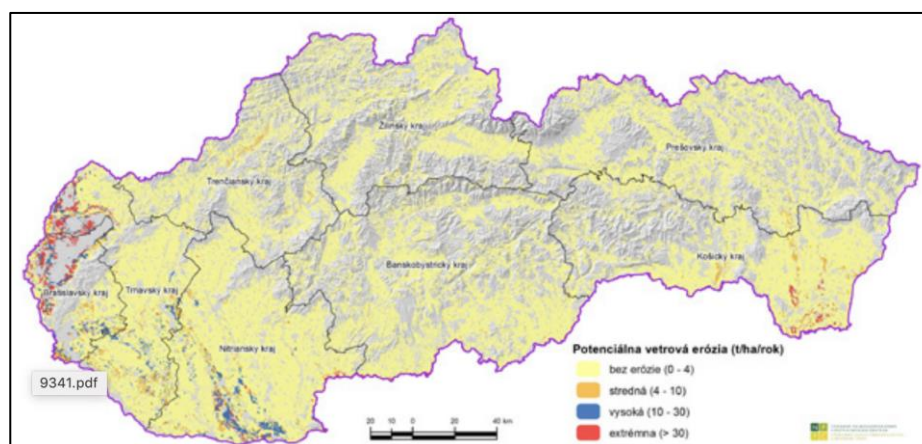 Žilinský kraj
Prešovský kraj
Trenčiansky kraj
Banskobystrický kraj
Košický kraj
Bratislavský kraj
Trnavský kraj
Nitriansky kraj
9341.pdf
Potenciálna vetrová erózia (t/ha/rok)
bez erózie (0 - 4)
stredná (4 - 10)
vysoká (10 - 30)
extrémna (> 30)
20 10 0 20 40 km